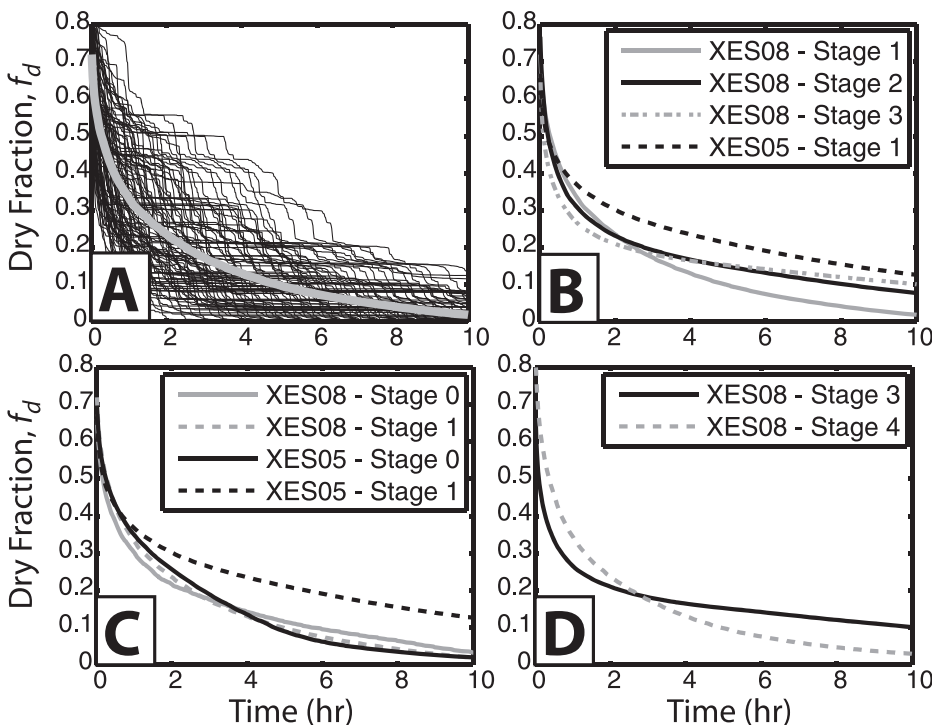 Dry Fraction, f_d
0.8
0.7
0.6
0.5
0.4
0.3
0.2
0.1
0
A
0 2 4 6 8 10
0.8
0.7
0.6
0.5
0.4
0.3
0.2
0.1
0
XES08 - Stage 1
XES08 - Stage 2
XES08 - Stage 3
XES05 - Stage 1
B
0 2 4 6 8 10
Dry Fraction, f_d
0.8
0.7
0.6
0.5
0.4
0.3
0.2
0.1
0
XES08 - Stage 0
XES08 - Stage 1
XES05 - Stage 0
XES05 - Stage 1
C
0 2 4 6 8 10
Time (hr)
0.8
0.7
0.6
0.5
0.4
0.3
0.2
0.1
0
XES08 - Stage 3
XES08 - Stage 4
D
0 2 4 6 8 10
Time (hr)